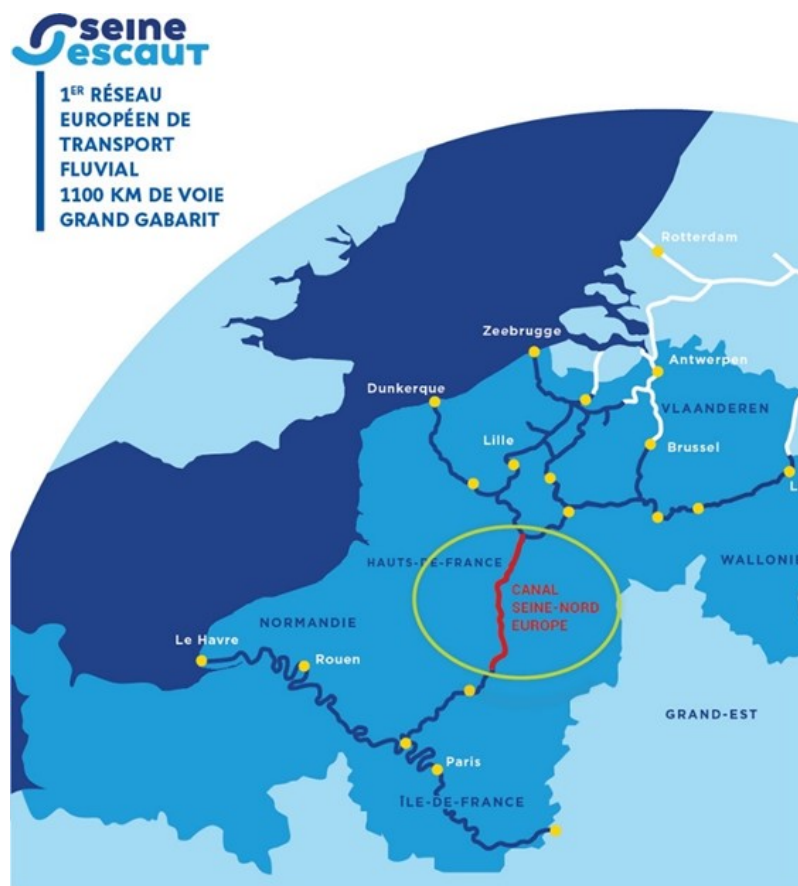 seine
escaut
1ER RÉSEAU
EUROPÉEN DE
TRANSPORT
FLUVIAL
1100 KM DE VOIE
GRAND GABARIT
Rotterdam
Zeebrugge
Antwerpen
Dunkerque
VLAANDEREN
Lille
Brussel
L
HAUTS-DE-FRANCE
WALLONI
CANAL
SEINE-NORD
EUROPE
NORMANDIE
Le Havre
Rouen
GRAND-EST
Paris
ÎLE-DE-FRANCE